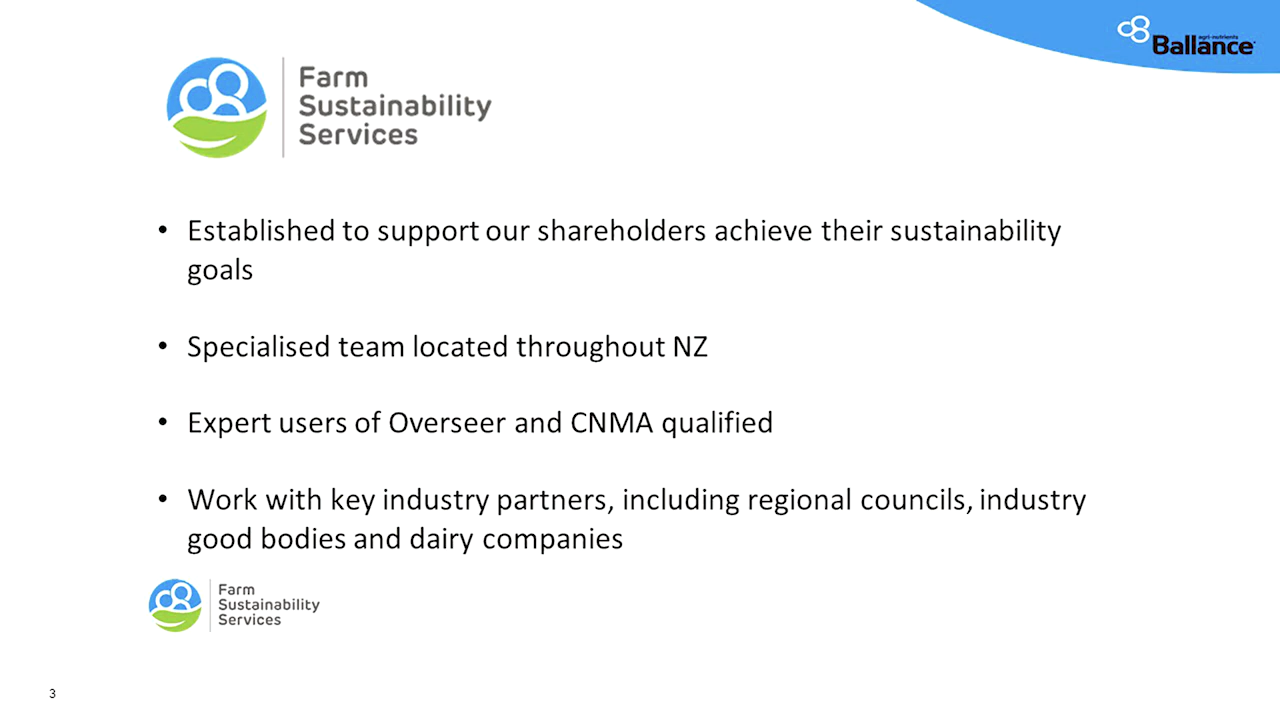 agri-nutrients
Ballance
Farm
Sustainability
Services
• Established to support our shareholders achieve their sustainability
goals
• Specialised team located throughout NZ
• Expert users of Overseer and CNMA qualified
• Work with key industry partners, including regional councils, industry
good bodies and dairy companies
Farm
Sustainability
Services
3